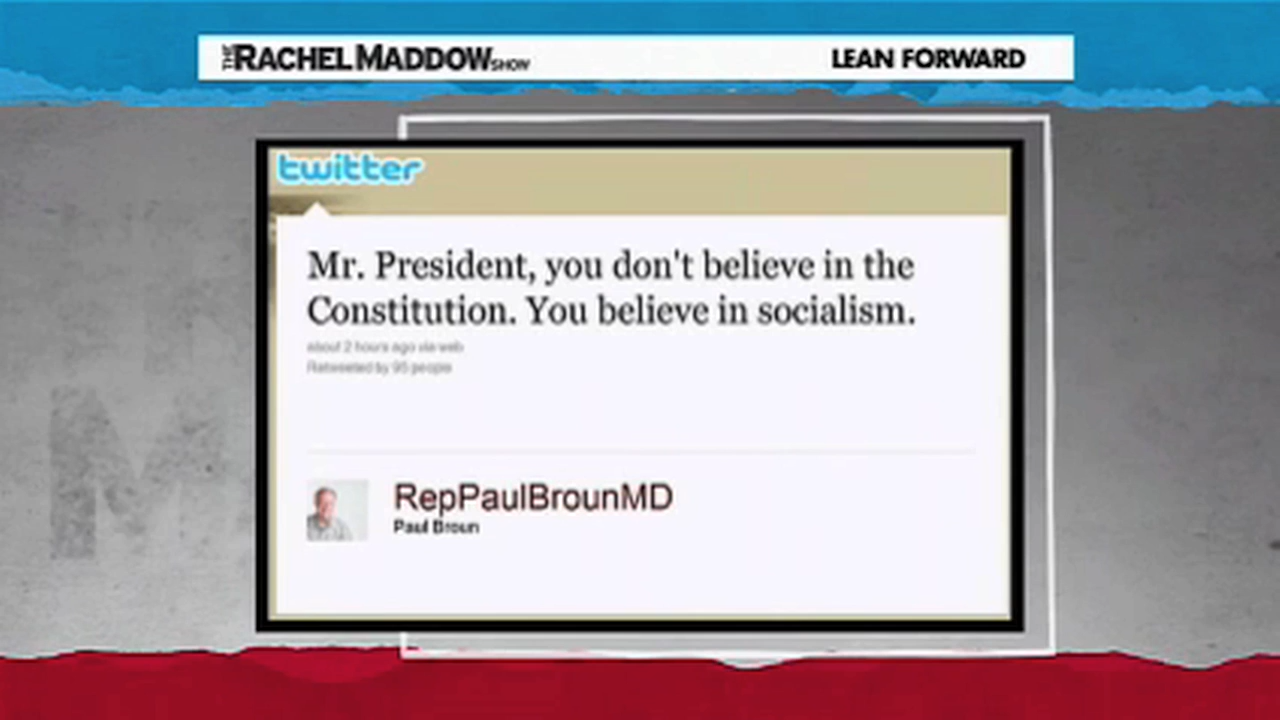 THE RACHEL MADDOW SHOW
LEAN FORWARD
twitter
Mr. President, you don't believe in the
Constitution. You believe in socialism.
about 2 hours ago via web
Retweeted by 95 people
RepPaulBrounMD
Paul Broun